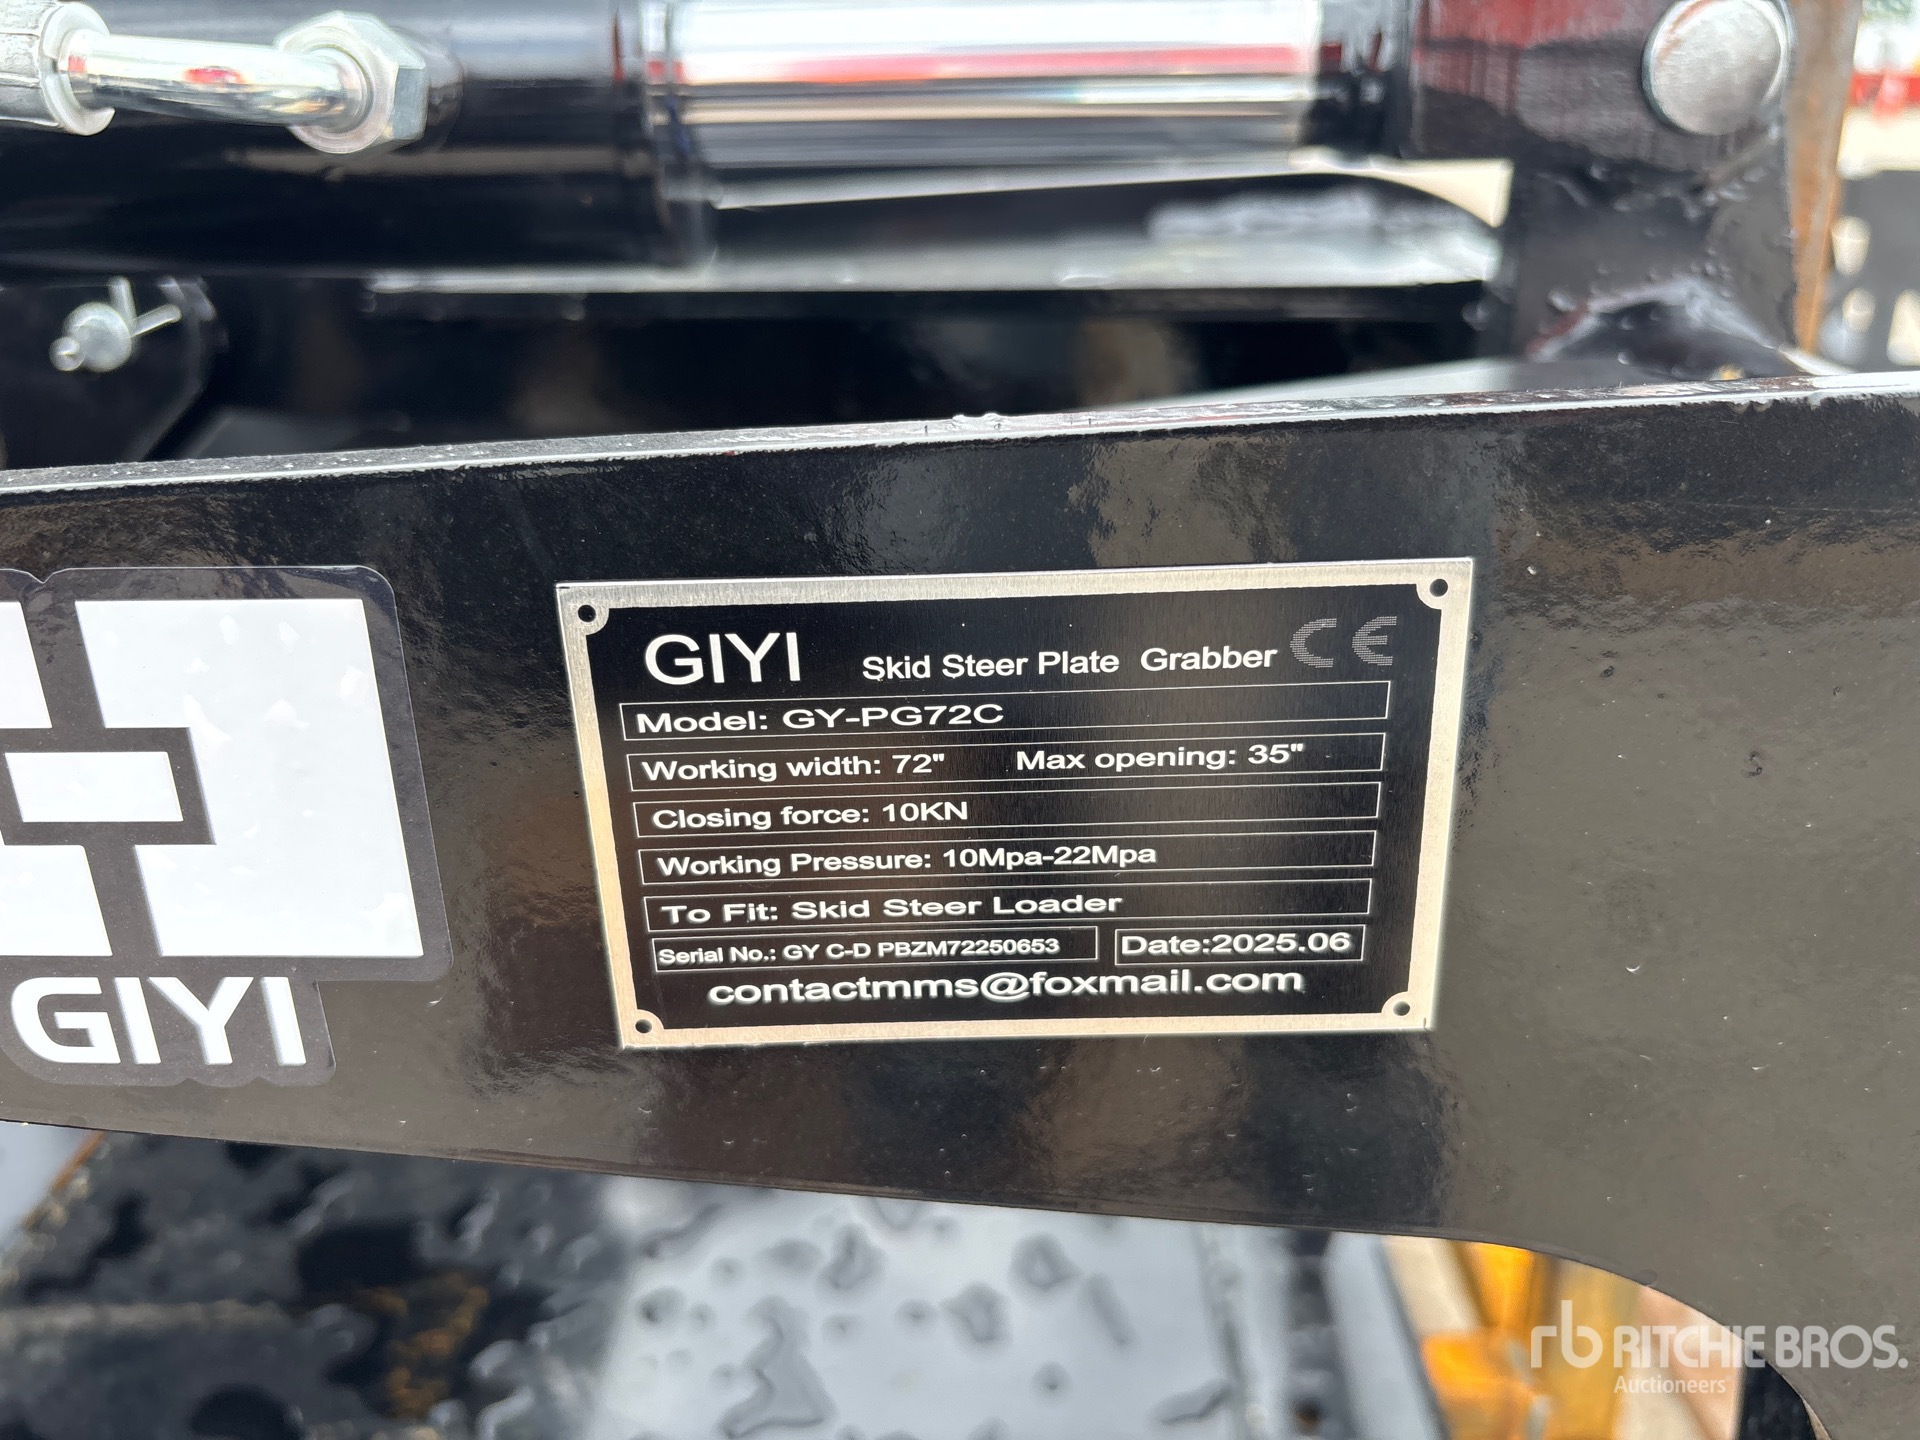 GIYI Skid Steer Plate Grabber CE
Model: GY-PG72C
Working width: 72" Max opening: 35"
Closing force: 10KN
Working Pressure: 10Mpa-22Mpa
To Fit: Skid Steer Loader
Serial No.: GY C-D PBZM72250653 Date:2025.06
contactmms@foxmail.com
GIYI
rb RITCHIE BROS.
Auctioneers